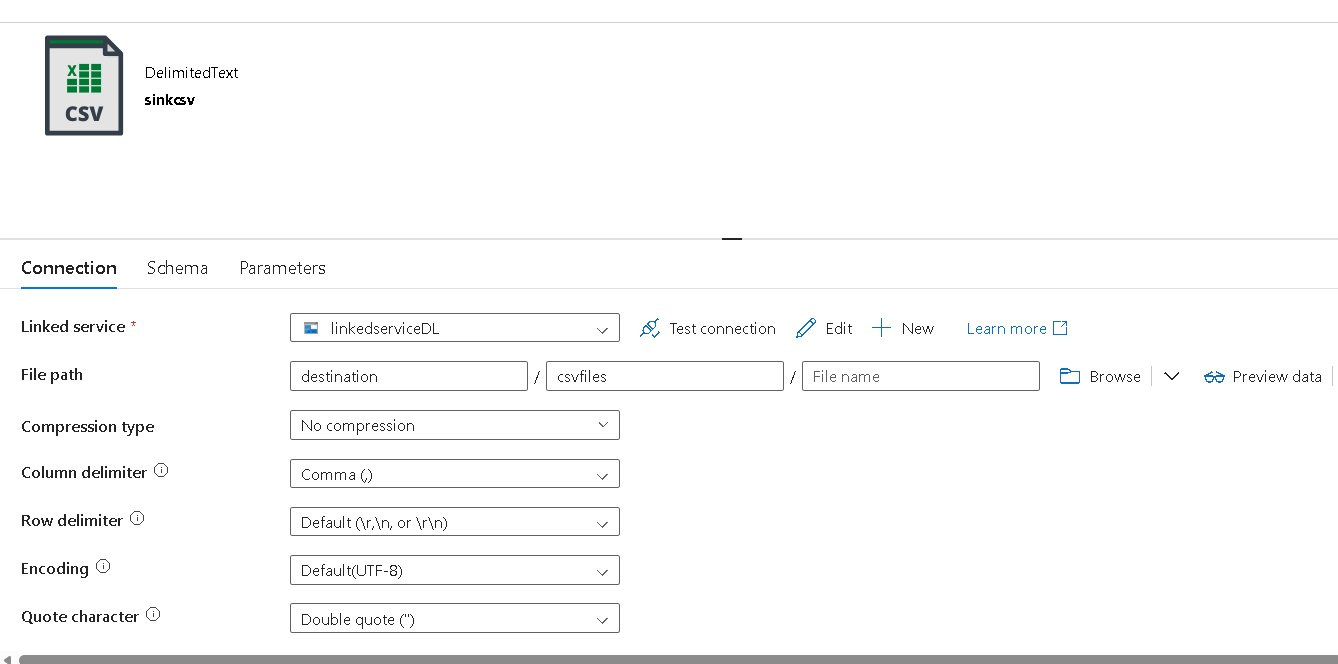 X
CSV
DelimitedText
sinkcsv
Connection Schema Parameters
Linked service * linkedserviceDL Test connection Edit New Learn more
File path destination / csvfiles / File name Browse Preview data
Compression type No compression
Column delimiter Comma (,)
Row delimiter Default (\r,\n, or \r\n)
Encoding Default(UTF-8)
Quote character Double quote (")